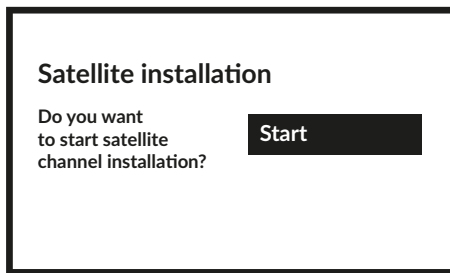 Satellite installation
Do you want
to start satellite
channel installation?
Start